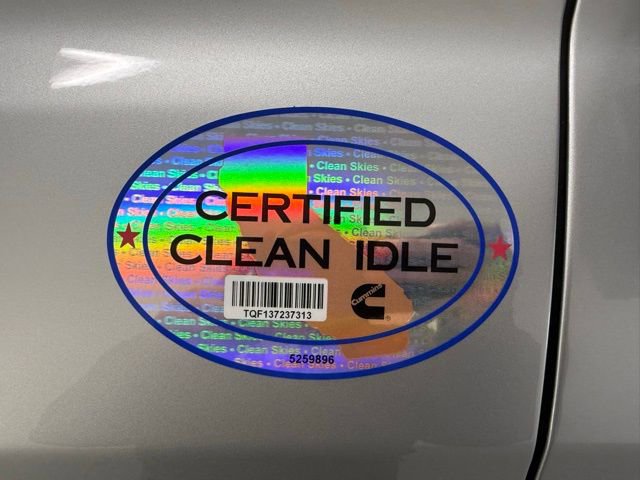 Clean Skies • Clean Skies • Clean Skies
CERTIFIED
CLEAN IDLE
TQF137237313
Cummins
®
5259896